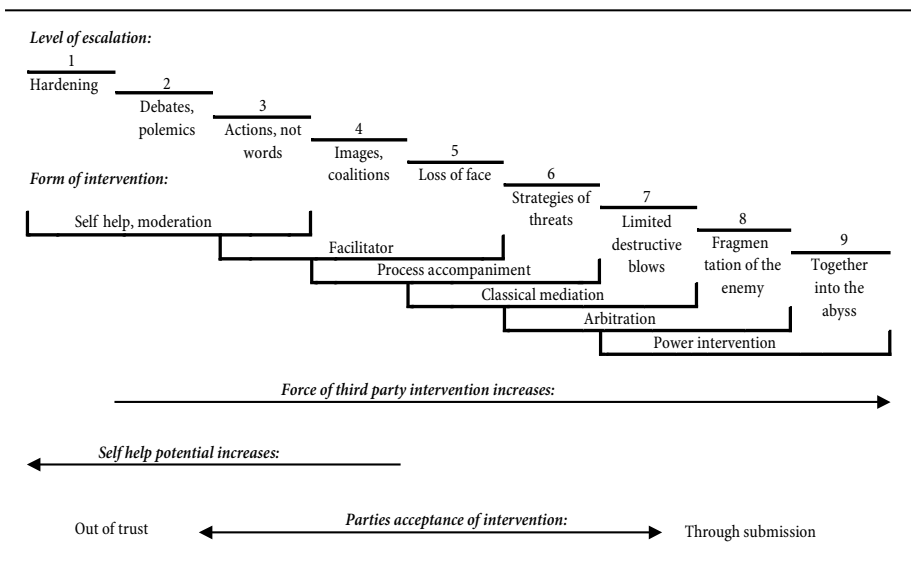 Level of escalation:
1
Hardening
2
Debates,
polemics
3
Actions, not
words
4
Images,
coalitions
5
Loss of face
6
Strategies of
threats
7
Limited
destructive
blows
8
Fragmen
tation of the
enemy
9
Together
into the
abyss
Form of intervention:
Self help, moderation
Facilitator
Process accompaniment
Classical mediation
Arbitration
Power intervention
Force of third party intervention increases:
Self help potential increases:
Out of trust
Parties acceptance of intervention:
Through submission